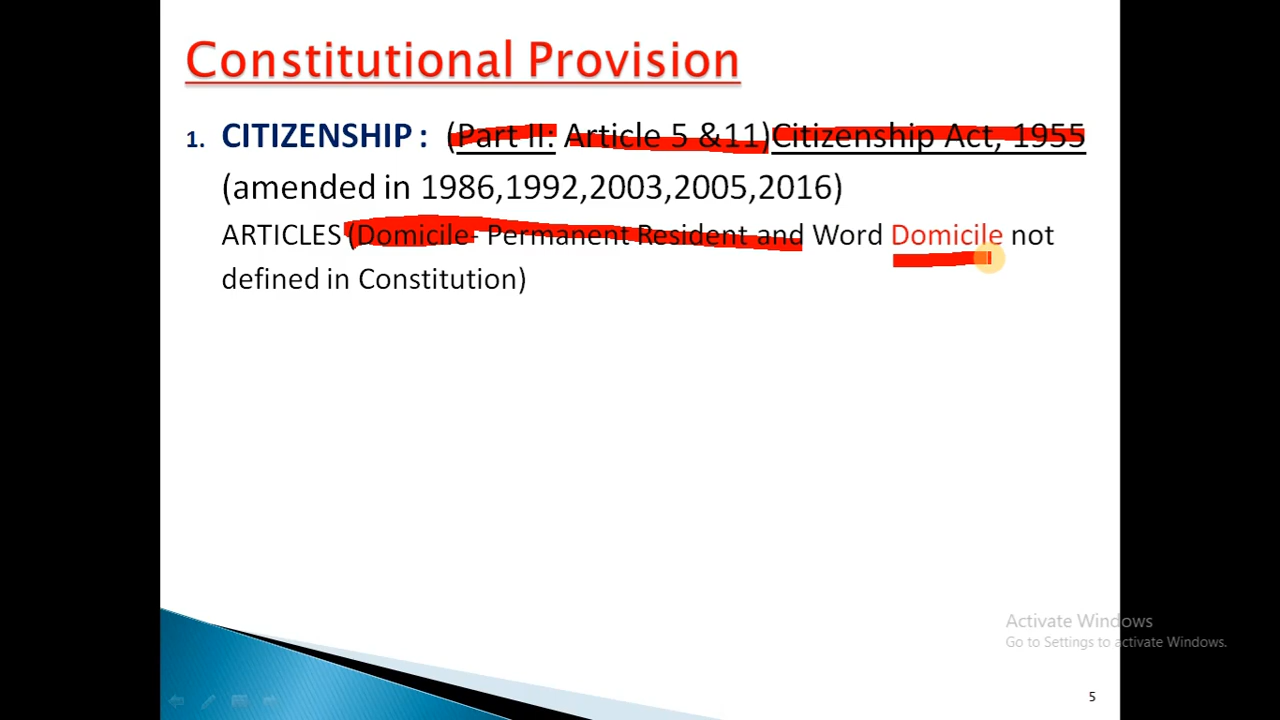 Constitutional Provision
1. CITIZENSHIP : (Part II: Article 5 &11)Citizenship Act, 1955
(amended in 1986,1992,2003,2005,2016)
ARTICLES (Domicile- Permanent Resident and Word Domicile not
defined in Constitution)
Activate Windows
Go to Settings to activate Windows.
5